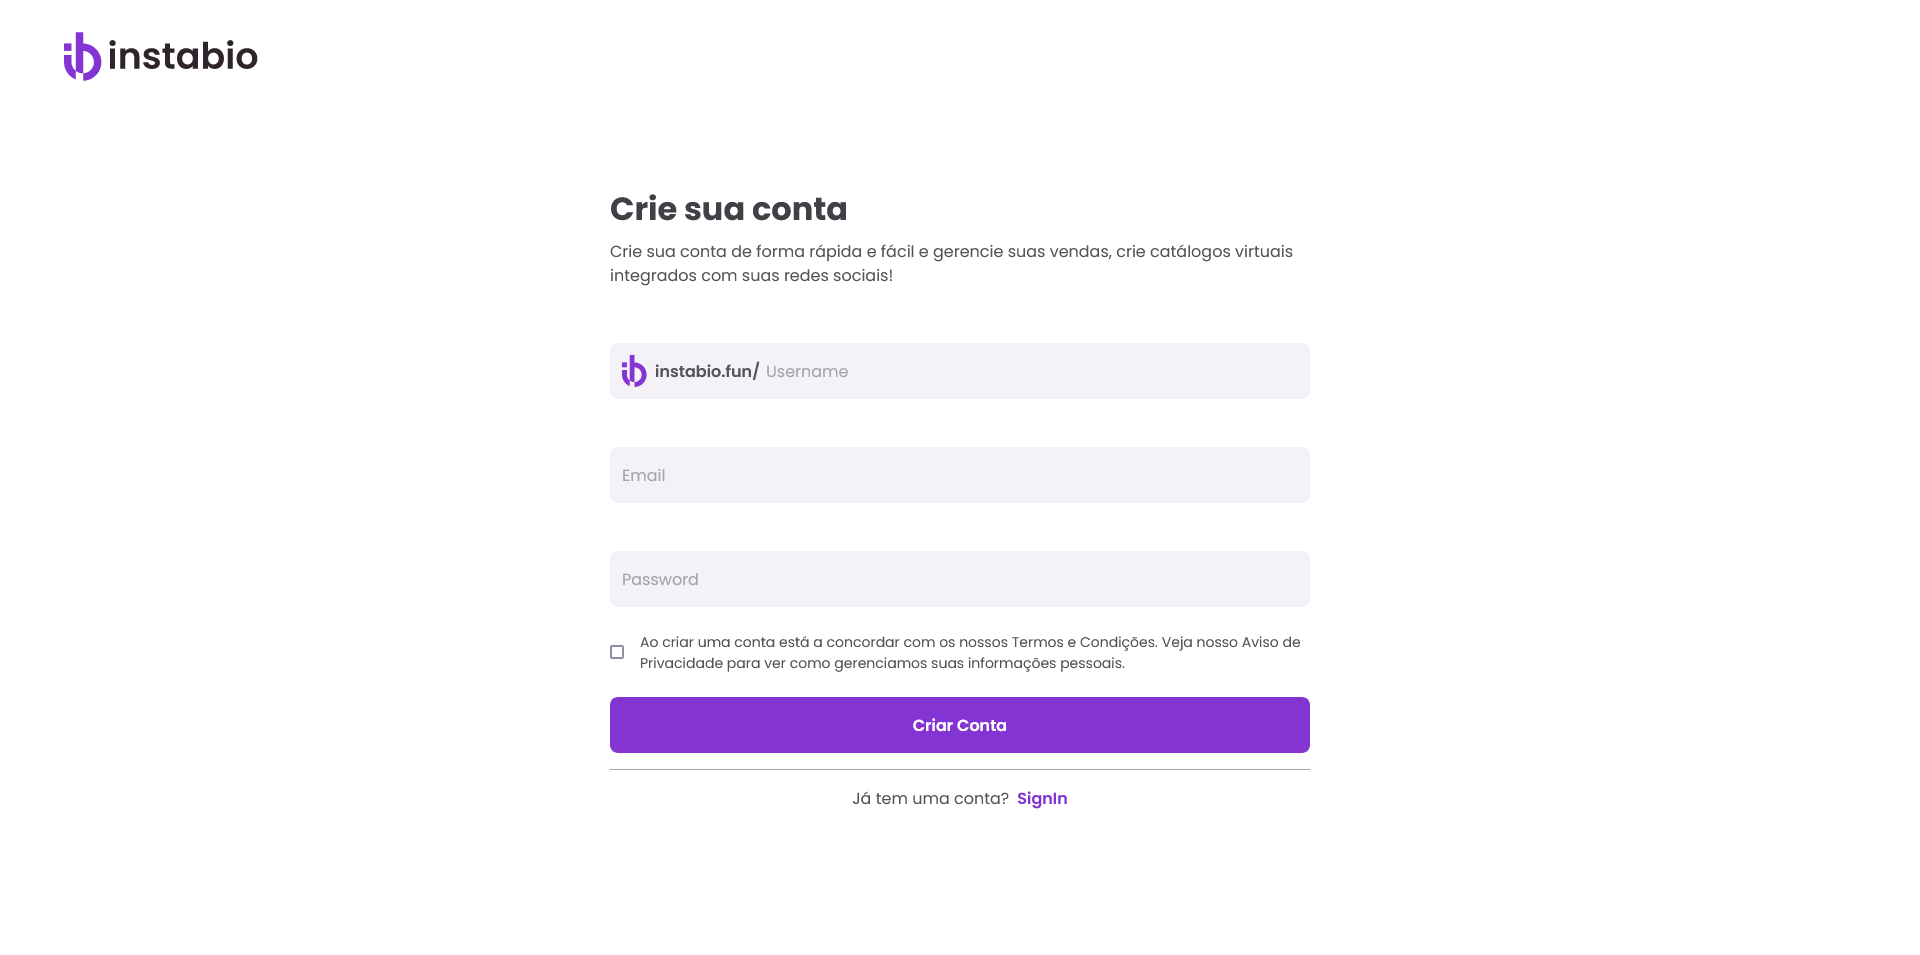 instabio
Crie sua conta
Crie sua conta de forma rápida e fácil e gerencie suas vendas, crie catálogos virtuais
integrados com suas redes sociais!
instabio.fun/ Username
Email
Password
Ao criar uma conta está a concordar com os nossos Termos e Condições. Veja nosso Aviso de
Privacidade para ver como gerenciamos suas informações pessoais.
Criar Conta
Já tem uma conta? SignIn